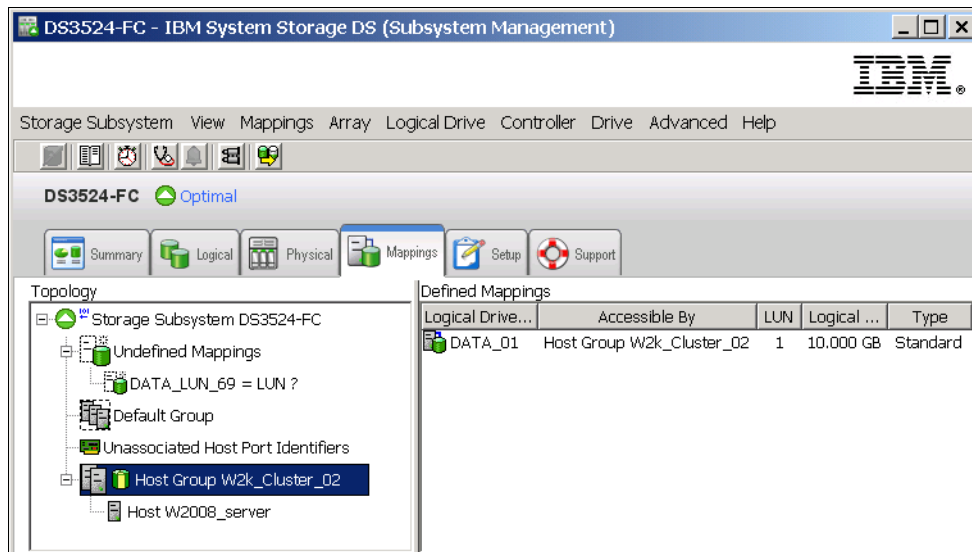 DS3524-FC - IBM System Storage DS (Subsystem Management)
IBM®
Storage Subsystem View Mappings Array Logical Drive Controller Drive Advanced Help
DS3524-FC Optimal
Summary Logical Physical Mappings Setup Support
Topology
Storage Subsystem DS3524-FC
Undefined Mappings
DATA_LUN_69 = LUN ?
Default Group
Unassociated Host Port Identifiers
Host Group W2k_Cluster_02
Host W2008_server
Defined Mappings
Logical Drive... Accessible By LUN Logical ... Type
DATA_01 Host Group W2k_Cluster_02 1 10.000 GB Standard